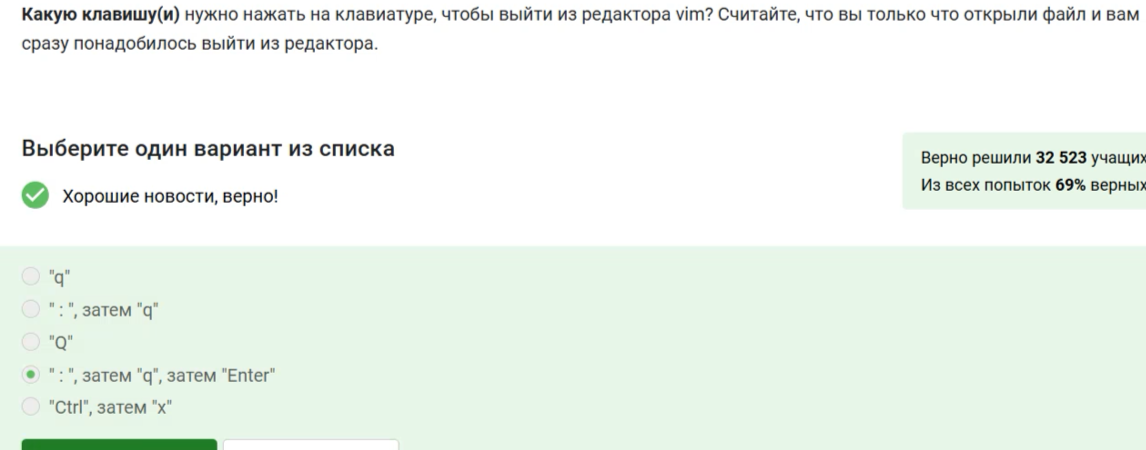 Какую клавишу(и) нужно нажать на клавиатуре, чтобы выйти из редактора vim? Считайте, что вы только что открыли файл и вам
сразу понадобилось выйти из редактора.
Выберите один вариант из списка
Верно решили 32 523 учащих
Из всех попыток 69% верных
Хорошие новости, верно!
"q"
" : ", затем "q"
"Q"
" : ", затем "q", затем "Enter"
"Ctrl", затем "x"